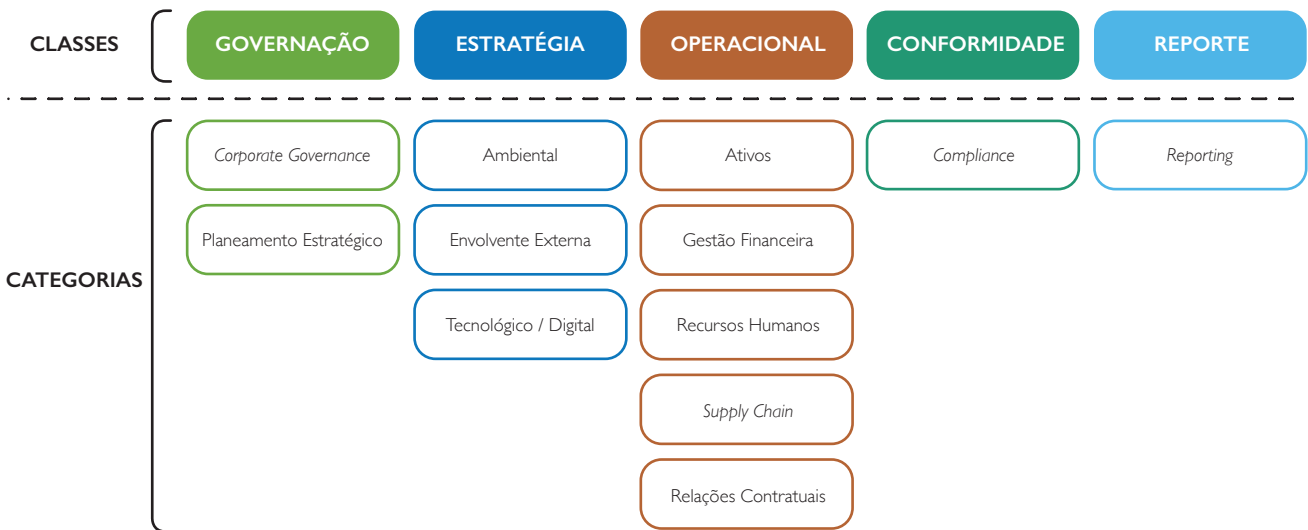 CLASSES
GOVERNAÇÃO
ESTRATÉGIA
OPERACIONAL
CONFORMIDADE
REPORTE
CATEGORIAS
Corporate Governance
Ambiental
Ativos
Compliance
Reporting
Planeamento Estratégico
Envolvente Externa
Gestão Financeira
Tecnológico / Digital
Recursos Humanos
Supply Chain
Relações Contratuais